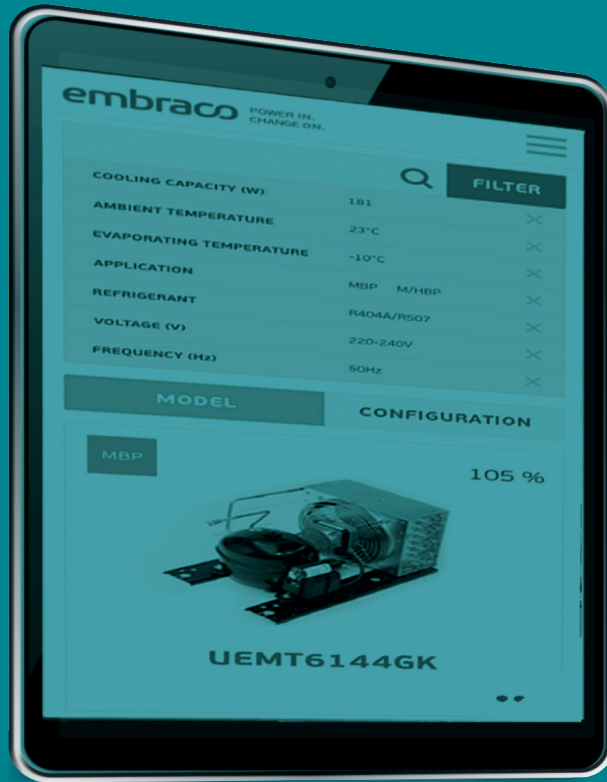 embraco POWER IN.
CHANGE ON.
FILTER
COOLING CAPACITY (W) 181
AMBIENT TEMPERATURE 23°C
EVAPORATING TEMPERATURE -10°C
APPLICATION MBP M/HBP
REFRIGERANT R404A/R507
VOLTAGE (V) 220-240V
FREQUENCY (Hz) 50Hz
MODEL CONFIGURATION
MBP 105 %
UEMT6144GK